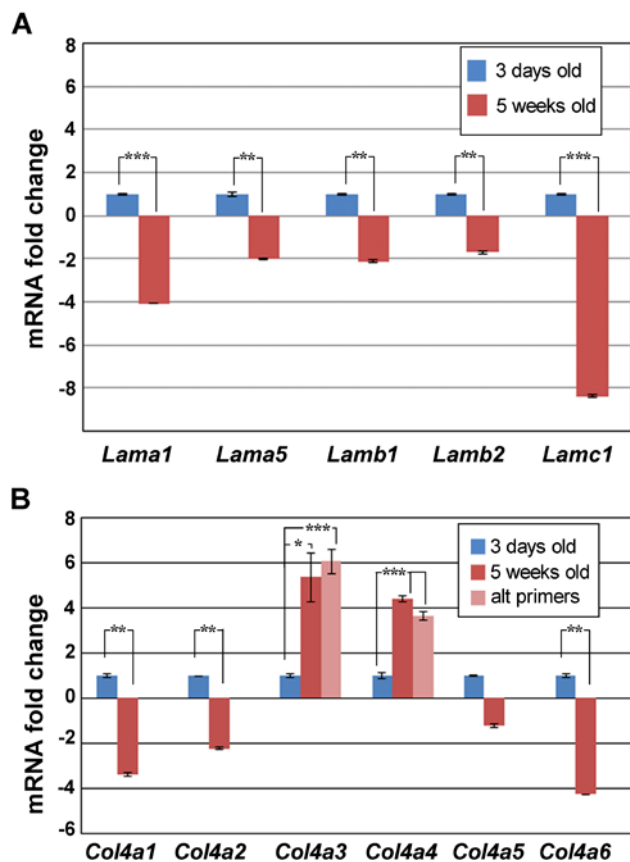 A
8
6
4
2
0
-2
-4
-6
-8
mRNA fold change
3 days old
5 weeks old
***
**
**
**
***
Lama1 Lama5 Lamb1 Lamb2 Lamc1
B
8
6
4
2
0
-2
-4
-6
mRNA fold change
3 days old
5 weeks old
alt primers
**
**
*
***
***
**
Col4a1 Col4a2 Col4a3 Col4a4 Col4a5 Col4a6